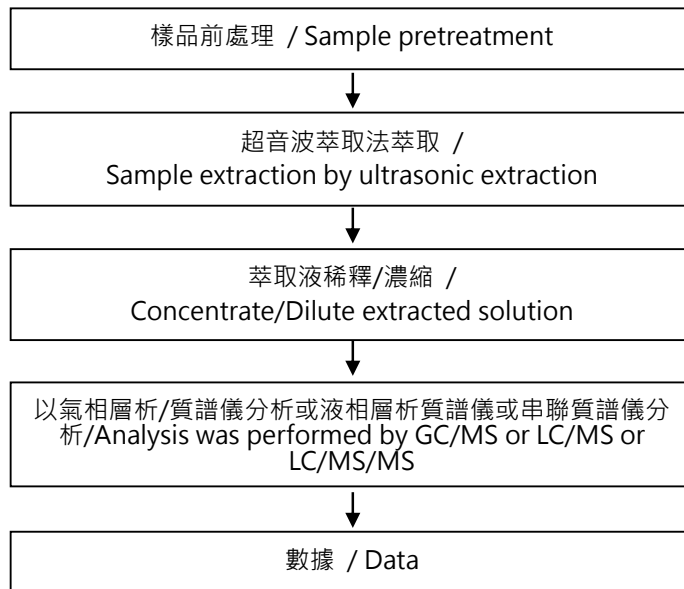 樣品前處理 / Sample pretreatment
超音波萃取法萃取 /
Sample extraction by ultrasonic extraction
萃取液稀釋/濃縮 /
Concentrate/Dilute extracted solution
以氣相層析/質譜儀分析或液相層析質譜儀或串聯質譜儀分
析/Analysis was performed by GC/MS or LC/MS or
LC/MS/MS
數據 / Data